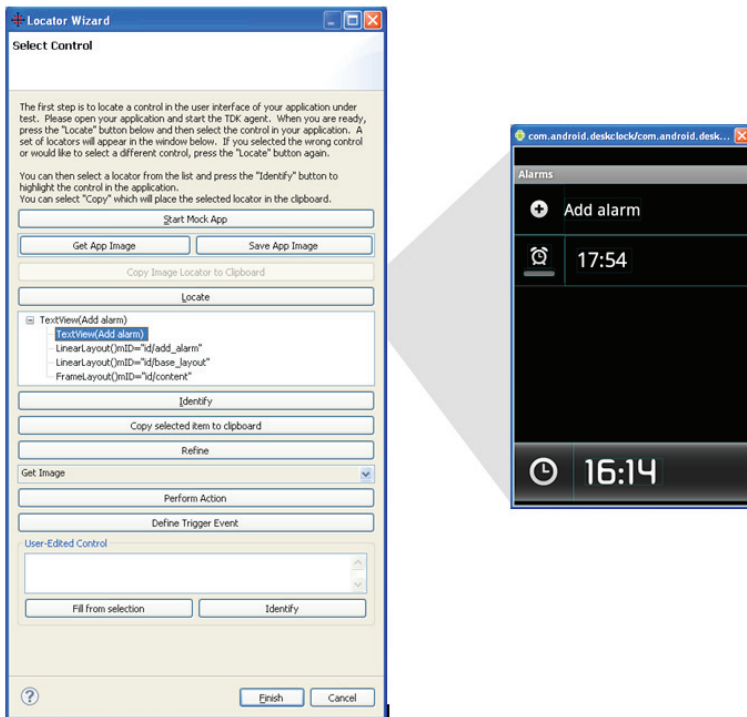 Locator Wizard
Select Control
The first step is to locate a control in the user interface of your application under
test. Please open your application and start the TDK agent. When you are ready,
press the "Locate" button below and then select the control in your application. A
set of locators will appear in the window below. If you selected the wrong control
or would like to select a different control, press the "Locate" button again.
You can then select a locator from the list and press the "Identify" button to
highlight the control in the application.
You can select "Copy" which will place the selected locator in the clipboard.
Start Mock App
Get App Image
Save App Image
Copy Image Locator to Clipboard
Locate
TextView(Add alarm)
TextView(Add alarm)
LinearLayout()mID="id/add_alarm"
LinearLayout()mID="id/base_layout"
FrameLayout()mID="id/content"
Identify
Copy selected item to clipboard
Refine
Get Image
Perform Action
Define Trigger Event
User-Edited Control
Fill from selection
Identify
?
Finish
Cancel
com.android.deskclock/com.android.desk...
Alarms
Add alarm
17:54
16:14